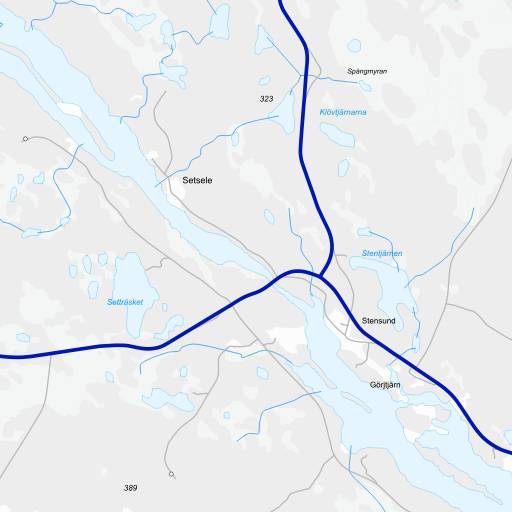 Spångmyran
323
Klövtjärnarna
Setsele
Stentjärnen
Setträsket
Stensund
Görjtjärn
389